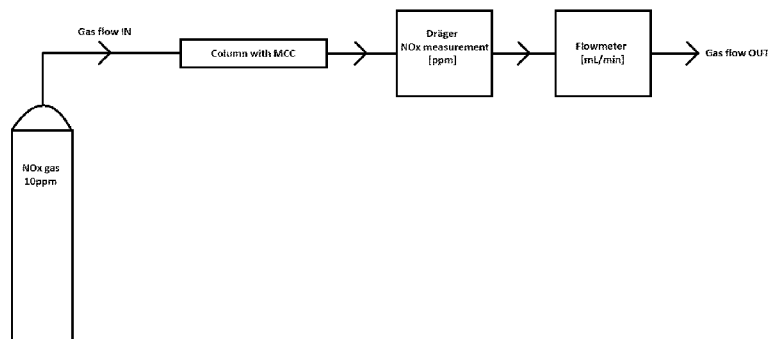 Gas flow IN
Column with MCC
Dräger
NOx measurement
[ppm]
Flowmeter
[mL/min]
Gas flow OUT
NOx gas
10ppm